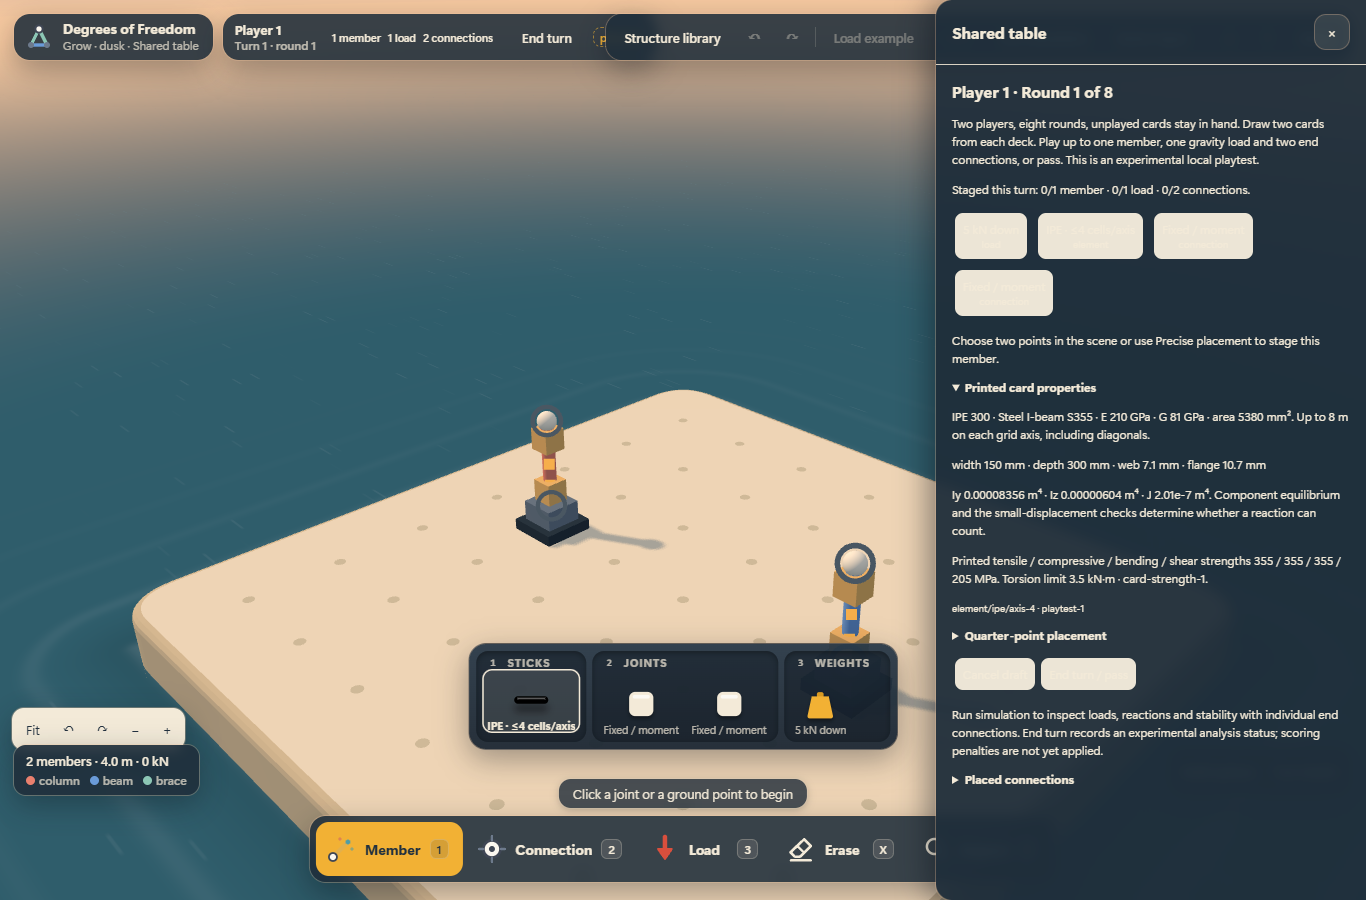 Degrees of Freedom
Grow · dusk · Shared table
Player 1
Turn 1 · round 1
1 member 1 load 2 connections
End turn
Structure library
Load example
Shared table
×
Player 1 · Round 1 of 8
Two players, eight rounds, unplayed cards stay in hand. Draw two cards
from each deck. Play up to one member, one gravity load and two end
connections, or pass. This is an experimental local playtest.
Staged this turn: 0/1 member · 0/1 load · 0/2 connections.
Choose two points in the scene or use Precise placement to stage this
member.
Printed card properties
IPE 300 · Steel I-beam S355 · E 210 GPa · G 81 GPa · area 5380 mm². Up to 8 m
on each grid axis, including diagonals.
width 150 mm · depth 300 mm · web 7.1 mm · flange 10.7 mm
Iy 0.00008356 m⁴ · Iz 0.00000604 m⁴ · J 2.01e-7 m⁴. Component equilibrium
and the small-displacement checks determine whether a reaction can
count.
Printed tensile / compressive / bending / shear strengths 355 / 355 / 355 /
205 MPa. Torsion limit 3.5 kN·m · card-strength-1.
element/ipe/axis-4 · playtest-1
Quarter-point placement
Cancel draft
End turn / pass
Run simulation to inspect loads, reactions and stability with individual end
connections. End turn records an experimental analysis status; scoring
penalties are not yet applied.
Placed connections
1 STICKS
IPE · ≤4 cells/axis
2 JOINTS
Fixed / moment
Fixed / moment
3 WEIGHTS
5 kN down
Fit
−
+
2 members · 4.0 m · 0 kN
column
beam
brace
Click a joint or a ground point to begin
Member 1
Connection 2
Load 3
Erase X